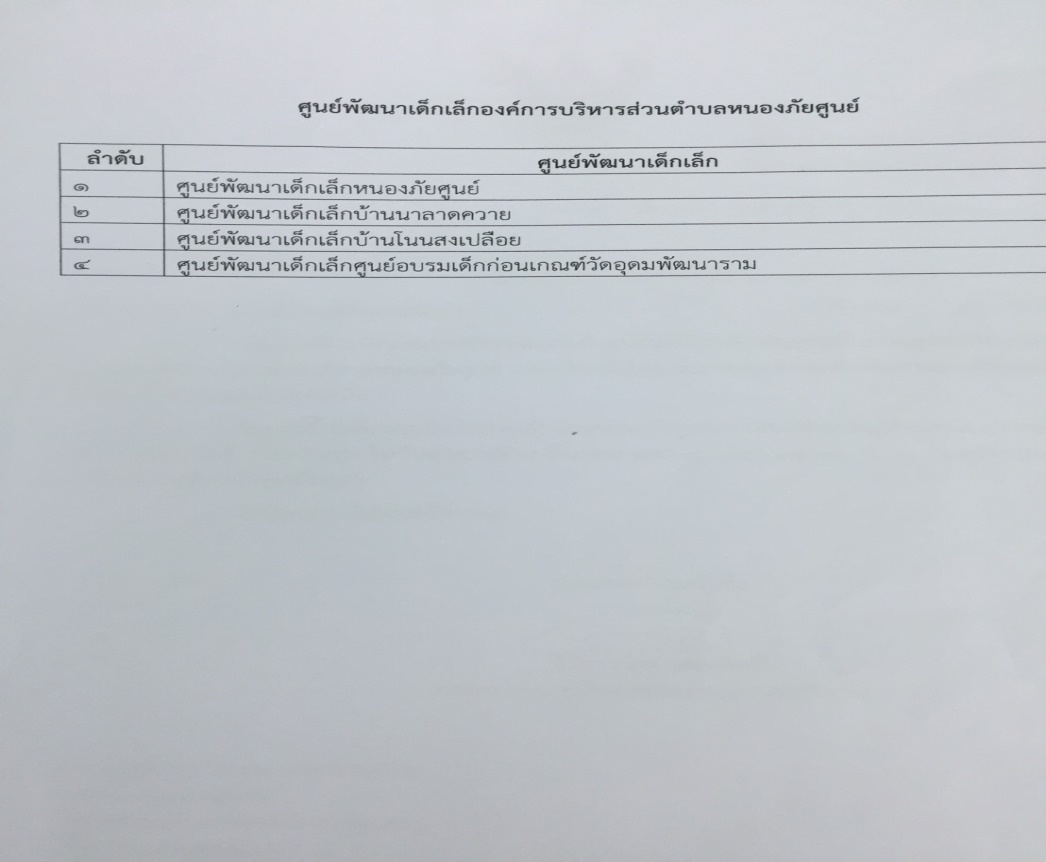 ศูนย์พัฒนาเด็กเล็กองค์การบริหารส่วนตำบลหนองภัยศูนย์
ลำดับ ศูนย์พัฒนาเด็กเล็ก
๑ ศูนย์พัฒนาเด็กเล็กหนองภัยศูนย์
๒ ศูนย์พัฒนาเด็กเล็กบ้านนาลาดควาย
๓ ศูนย์พัฒนาเด็กเล็กบ้านโนนสงเปลือย
๔ ศูนย์พัฒนาเด็กเล็กศูนย์อบรมเด็กก่อนเกณฑ์วัดอุดมพัฒนาราม